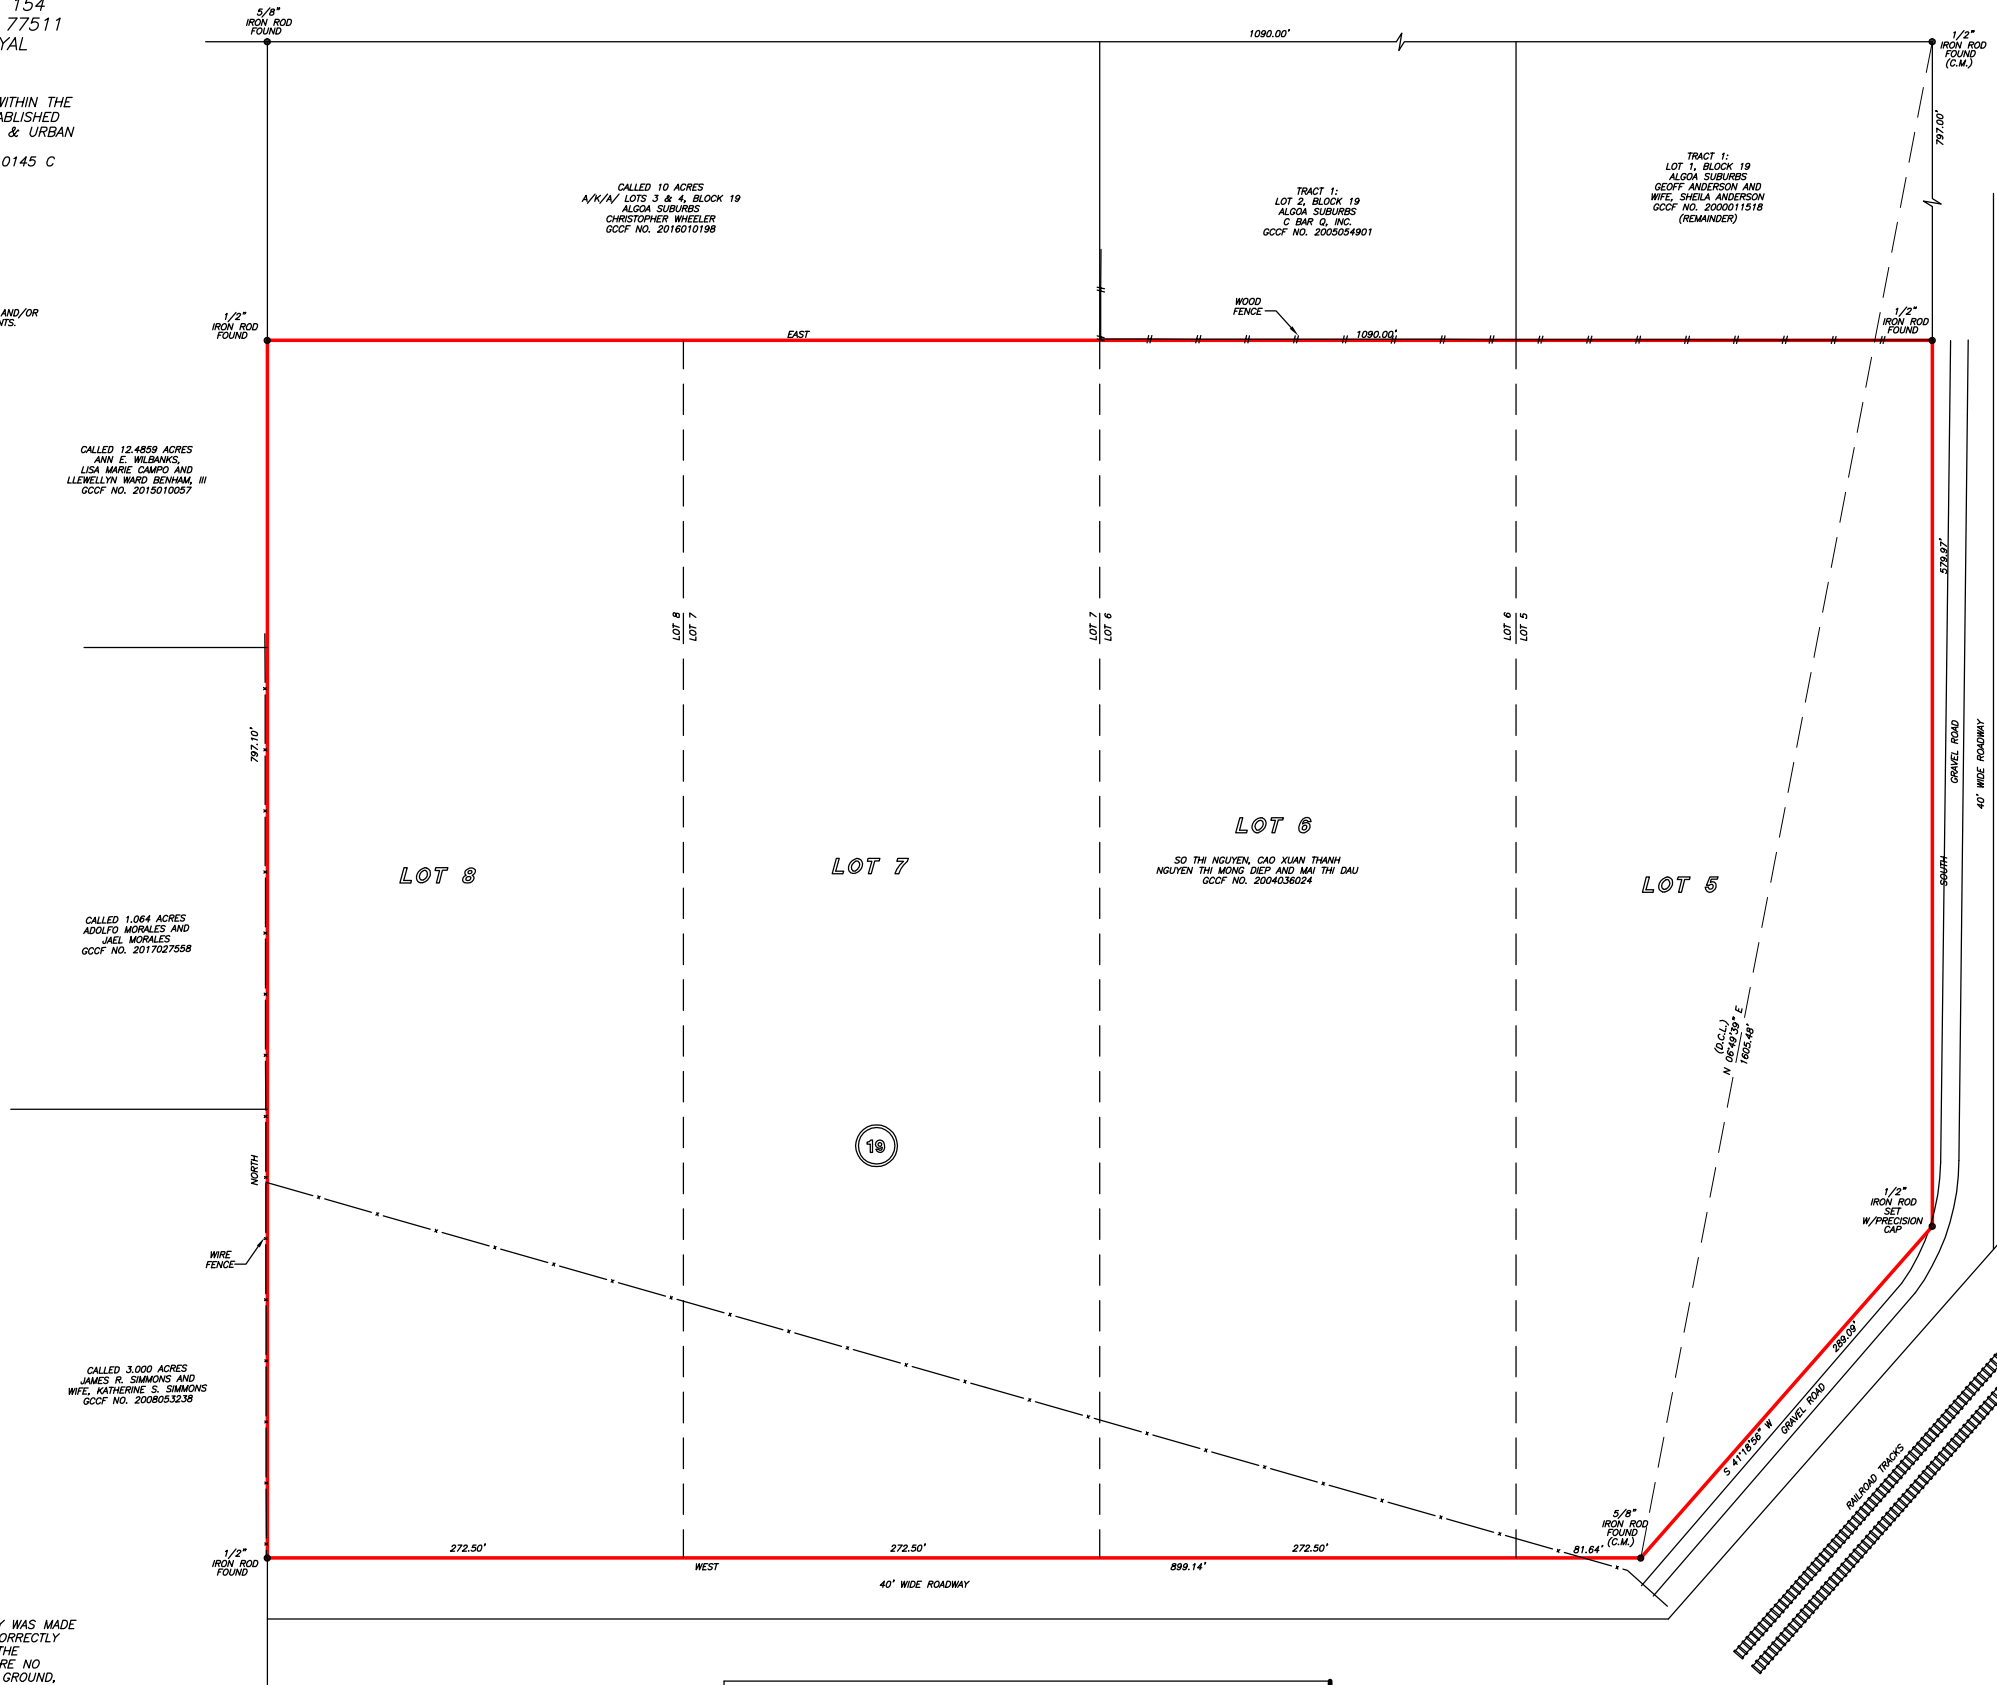 154
77511
YAL
5/8"
IRON ROD
FOUND
1090.00'
1/2"
IRON ROD
FOUND
(C.M.)
WITHIN THE
ABLISHED
& URBAN
0145 C
797.00'
CALLED 10 ACRES
A/K/A/ LOTS 3 & 4, BLOCK 19
ALGOA SUBURBS
CHRISTOPHER WHEELER
GCCF NO. 2016010198
TRACT 1:
LOT 2, BLOCK 19
ALGOA SUBURBS
C BAR Q, INC.
GCCF NO. 2005054901
TRACT 1:
LOT 1, BLOCK 19
ALGOA SUBURBS
GEOFF ANDERSON AND
WIFE, SHEILA ANDERSON
GCCF NO. 2000011518
(REMAINDER)
AND/OR
NTS.
1/2"
IRON ROD
FOUND
EAST
WOOD
FENCE
1090.00'
1/2"
IRON ROD
FOUND
CALLED 12.4859 ACRES
ANN E. WILBANKS,
LISA MARIE CAMPO AND
LLEWELLYN WARD BENHAM, III
GCCF NO. 2015010057
579.97'
LOT 8
LOT 7
LOT 7
LOT 6
LOT 6
LOT 5
797.10'
GRAVEL ROAD
40' WIDE ROADWAY
SOUTH
LOT 8
LOT 7
LOT 6
SO THI NGUYEN, CAO XUAN THANH
NGUYEN THI MONG DIEP AND MAI THI DAU
GCCF NO. 2004036024
LOT 5
CALLED 1.064 ACRES
ADOLFO MORALES AND
JAEL MORALES
GCCF NO. 2017027558
(D.C.L.)
N 06°49'39" E
1605.48'
19
NORTH
WIRE
FENCE
1/2"
IRON ROD
SET
W/PRECISION
CAP
CALLED 3.000 ACRES
JAMES R. SIMMONS AND
WIFE, KATHERINE S. SIMMONS
GCCF NO. 2008053238
289.09'
S 41°18'56" W
GRAVEL ROAD
RAILROAD TRACKS
5/8"
IRON ROD
FOUND
(C.M.)
1/2"
IRON ROD
FOUND
272.50'
272.50'
272.50'
81.64'
WEST
899.14'
40' WIDE ROADWAY
Y WAS MADE
ORRECTLY
THE
RE NO
GROUND,